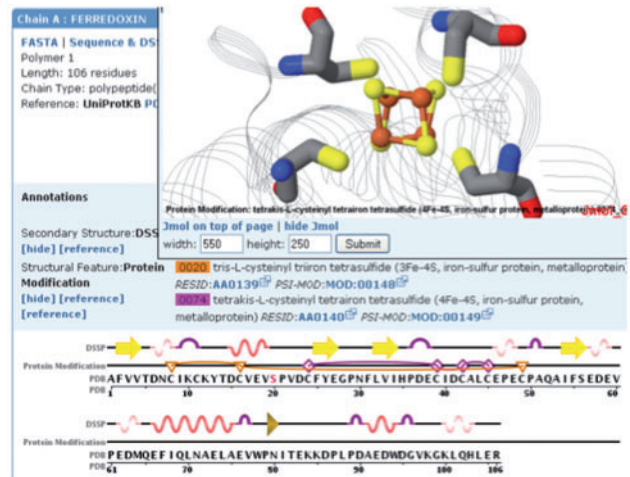 Chain A : FERREDOXIN
FASTA | Sequence & DSS
Polymer 1
Length: 106 residues
Chain Type: polypeptide(
Reference: UniProtKB PD
Protein Modification: tetrakis-L-cysteinyl tetrairon tetrasulfide (4Fe-4S, iron-sulfur protein, metalloprotein)
Annotations
Jmol on top of page | hide Jmol
Secondary Structure:DSS
width: 550 height: 250 Submit
[hide] [reference]
Structural Feature:Protein Modification
0020 tris-L-cysteinyl triiron tetrasulfide (3Fe-4S, iron-sulfur protein, metalloprotein)
RESID:AA0139 PSI-MOD:MOD:00148
[hide] [reference]
0074 tetrakis-L-cysteinyl tetrairon tetrasulfide (4Fe-4S, iron-sulfur protein,
[reference]
metalloprotein) RESID:AA0140 PSI-MOD:MOD:00149
DSSP
Protein Modification
PDB AFVVTDNCIKCKYTDCVEVSPVDCFYEGPNFLVIHPDECIDCALCEPECPAQAIFSEDEV
PDB 1 10 20 30 40 50 60
DSSP
Protein Modification
PDB PEDMQEFIQLNAELAEVWPNITEKKDPLPDAEDWDGVKGKLQHLER
PDB 61 70 80 90 100 106